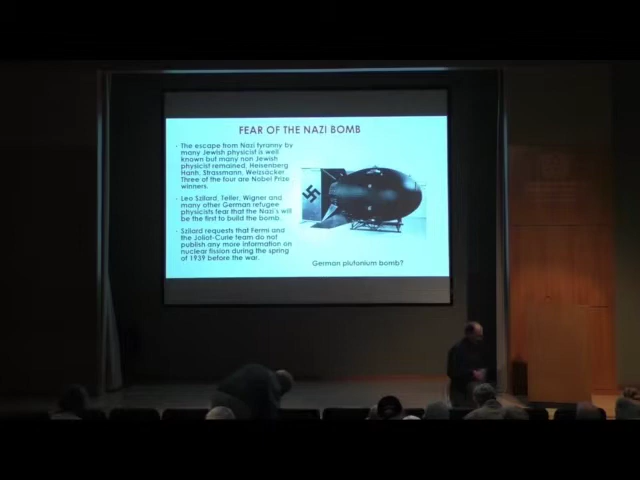 FEAR OF THE NAZI BOMB
· The escape from Nazi tyranny by
many Jewish physicist is well
known but many non Jewish
physicist remained, Heisenberg
Hahn, Strassmann, Weizsäcker
Three of the four are Nobel Prize
winners.
· Leo Szilard, Teller, Wigner and
many other German refugee
physicists fear that the Nazi's will
be the first to build the bomb.
· Szilard requests that Fermi and
the Joliot-Curie team do not
publish any more information on
nuclear fission during the spring
of 1939 before the war.
German plutonium bomb?